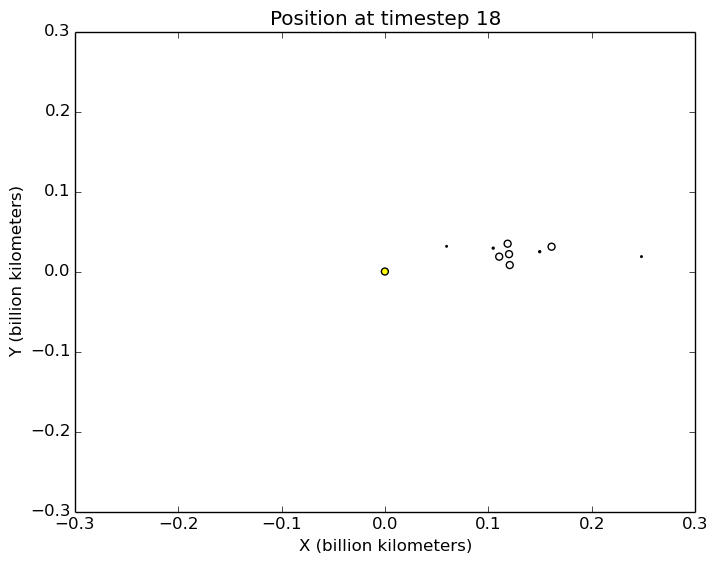 Position at timestep 18
0.3
0.2
0.1
0.0
−0.1
−0.2
−0.3
Y (billion kilometers)
−0.3 −0.2 −0.1 0.0 0.1 0.2 0.3
X (billion kilometers)